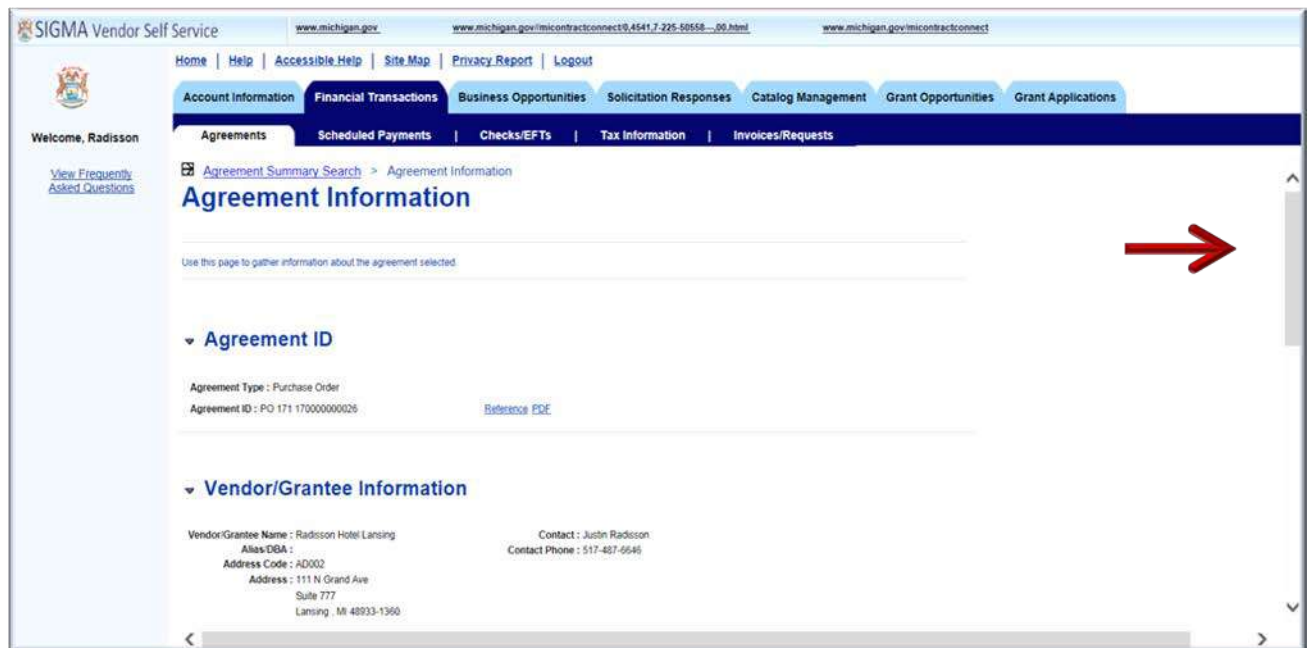 SIGMA Vendor Self Service www.michigan.gov www.michigan.gov/micontractconnect/0,4541,7-225-50558---,00.html www.michigan.gov/micontractconnect
Home | Help | Accessible Help | Site Map | Privacy Report | Logout
Account Information Financial Transactions Business Opportunities Solicitation Responses Catalog Management Grant Opportunities Grant Applications
Welcome, Radisson
Agreements Scheduled Payments | Checks/EFTs | Tax Information | Invoices/Requests
View Frequently
Asked Questions
Agreement Summary Search > Agreement Information
Agreement Information
Use this page to gather information about the agreement selected.
Agreement ID
Agreement Type : Purchase Order
Agreement ID : PO 171 170000000026 Reference PDF
Vendor/Grantee Information
Vendor/Grantee Name : Radisson Hotel Lansing Contact : Justin Radisson
Alias/DBA : Contact Phone : 517-487-6646
Address Code : AD002
Address : 111 N Grand Ave
Suite 777
Lansing , MI 48933-1360